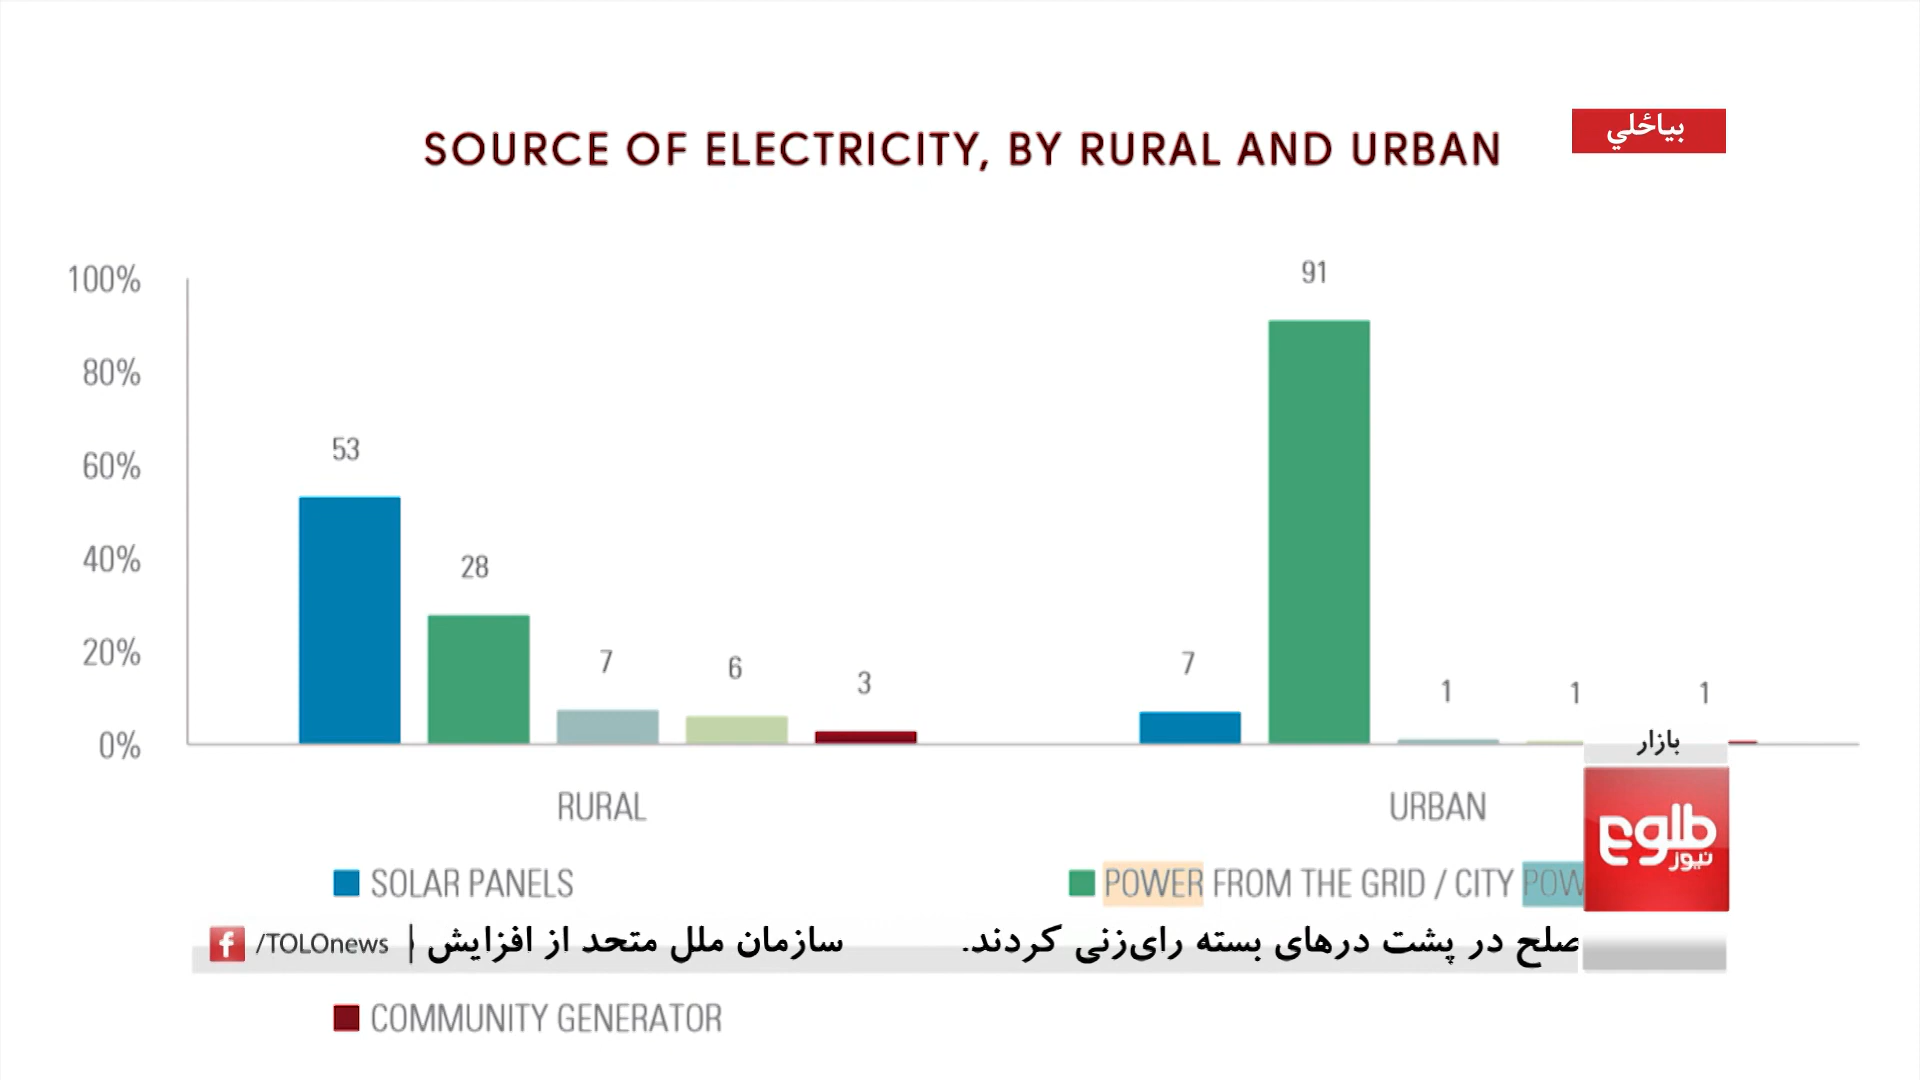 SOURCE OF ELECTRICITY, BY RURAL AND URBAN
بیاځلي
100%
80%
60%
40%
20%
0%
53
28
7
6
3
7
91
1
1
1
RURAL
URBAN
بازار
طلوع
نیوز
SOLAR PANELS
POWER FROM THE GRID / CITY
صلح در پشت درهای بسته رای‌زنی کردند. سازمان ملل متحد از افزایش
/TOLOnews
COMMUNITY GENERATOR